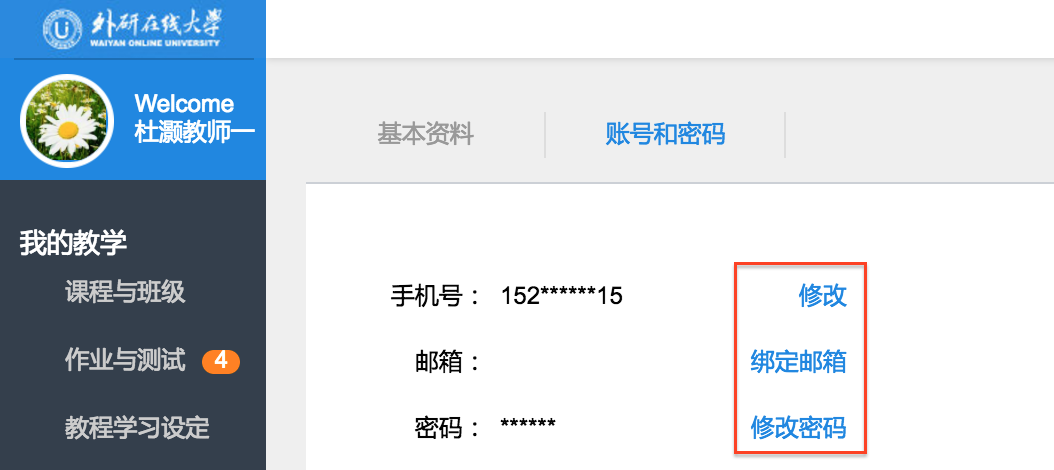 外研在线大学
WAIYAN ONLINE UNIVERSITY
Welcome
杜灏教师一
我的教学
课程与班级
作业与测试 4
教程学习设定
基本资料 账号和密码
手机号： 152******15 修改
邮箱： 绑定邮箱
密码： ****** 修改密码